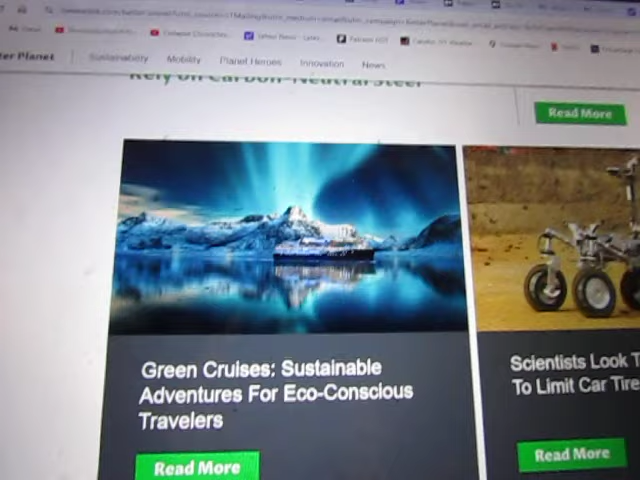 ter Planet
Sustainability Mobility Planet Heroes Innovation News
Rely on Carbon-Neutral Steel
Read More
Green Cruises: Sustainable
Adventures For Eco-Conscious
Travelers
Read More
Scientists Look T
To Limit Car Tire
Read More